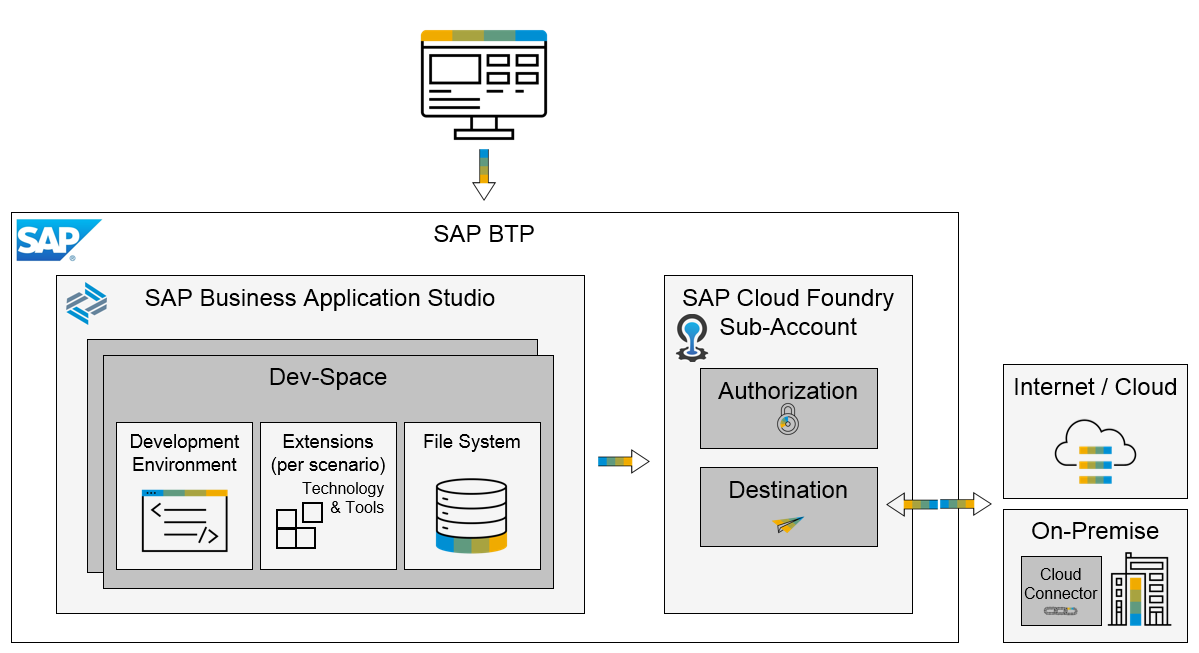 SAP
SAP BTP
SAP Business Application Studio
Dev-Space
Development
Environment
Extensions
(per scenario)
Technology
& Tools
File System
SAP Cloud Foundry
Sub-Account
Authorization
Destination
Internet / Cloud
On-Premise
Cloud
Connector